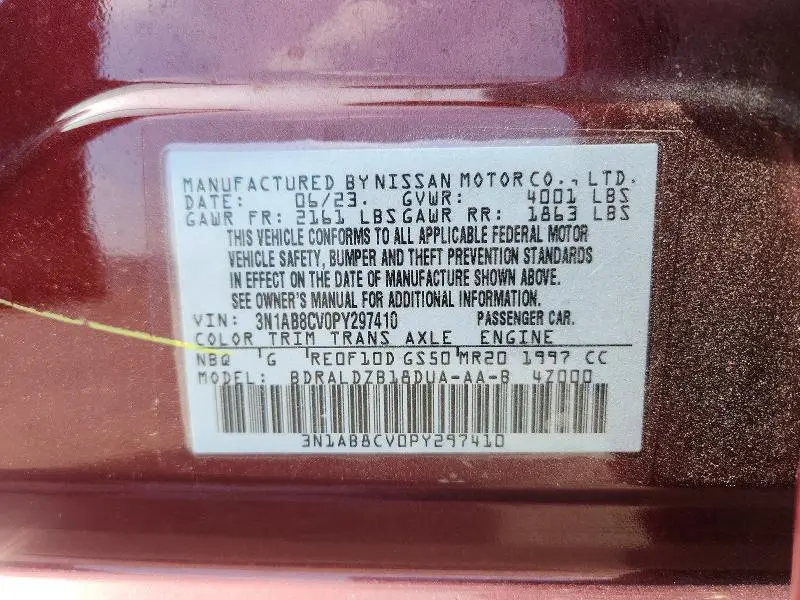 MANUFACTURED BY NISSAN MOTOR CO., LTD.
DATE: 06/23. GVWR: 4001 LBS
GAWR FR: 2161 LBS GAWR RR: 1863 LBS
THIS VEHICLE CONFORMS TO ALL APPLICABLE FEDERAL MOTOR
VEHICLE SAFETY, BUMPER AND THEFT PREVENTION STANDARDS
IN EFFECT ON THE DATE OF MANUFACTURE SHOWN ABOVE.
SEE OWNER'S MANUAL FOR ADDITIONAL INFORMATION.
VIN: 3N1AB8CV0PY297410 PASSENGER CAR.
COLOR TRIM TRANS AXLE ENGINE
NBQ G RE0F10D GS50 MR20 1997 CC
MODEL: BDRALDZB18DUA-AA-B 4Z000
3N1AB8CV0PY297410